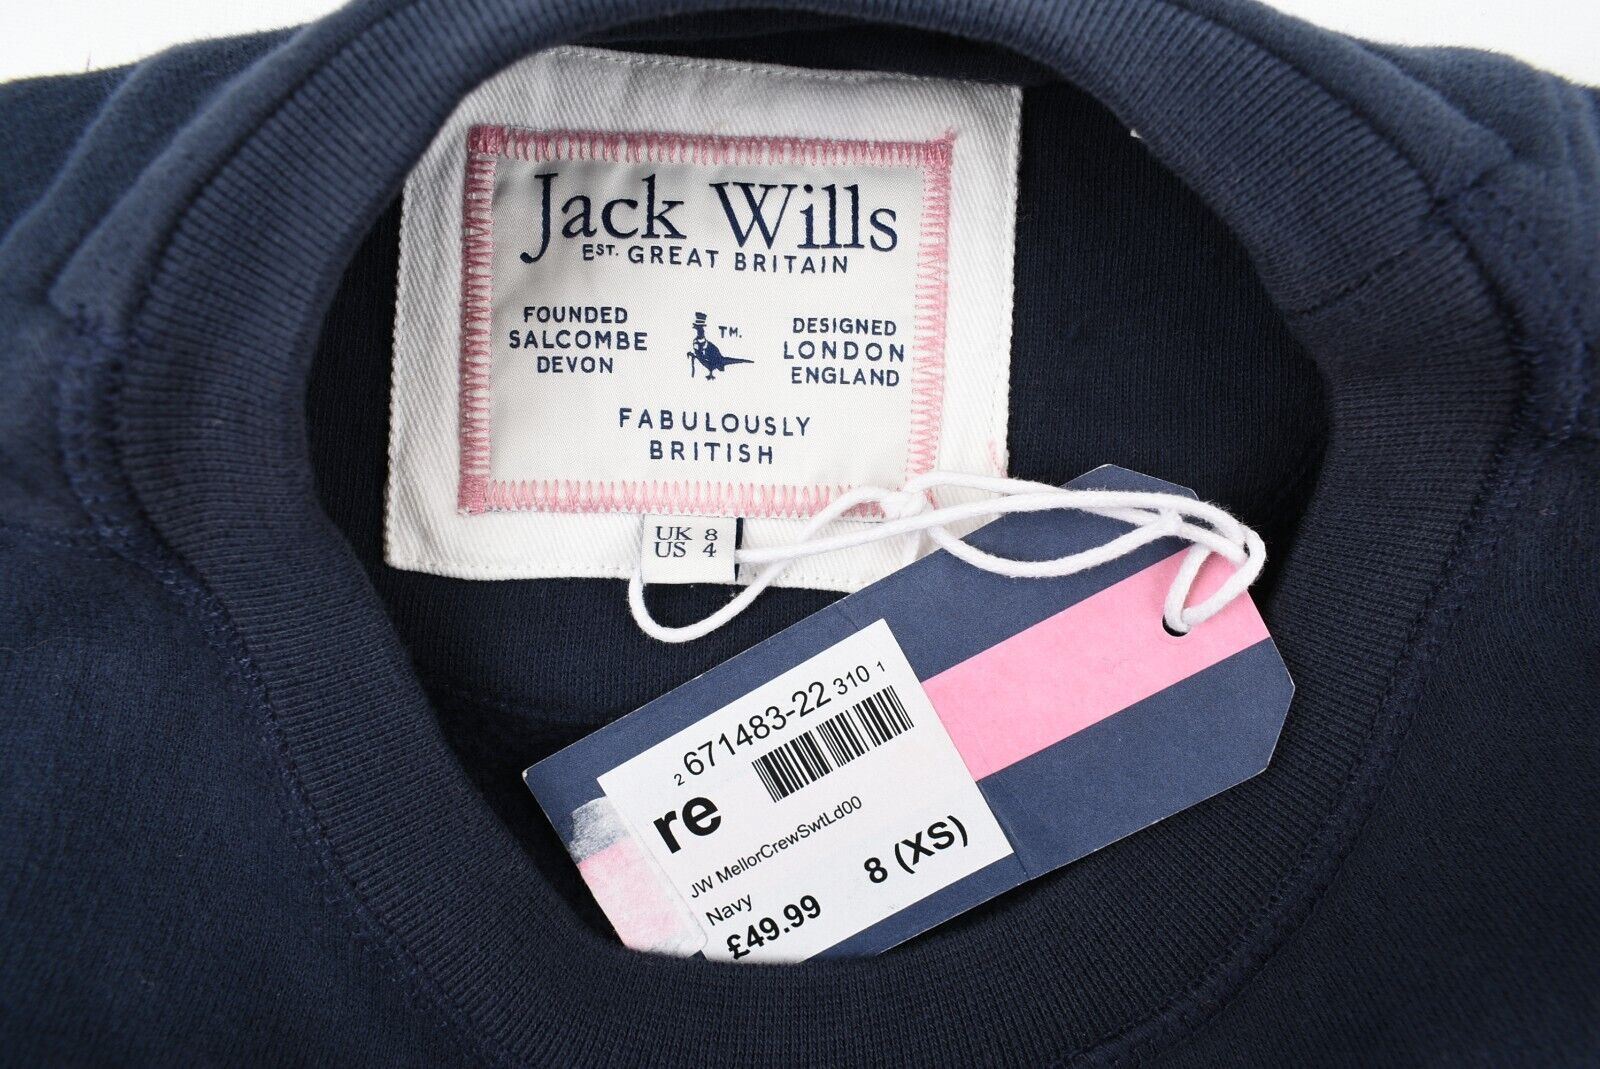 Jack Wills
EST. GREAT BRITAIN
FOUNDED
SALCOMBE
DEVON
TM.
DESIGNED
LONDON
ENGLAND
FABULOUSLY
BRITISH
UK 8
US 4
2 671483-22 310 1
re
JW MellorCrewSwtLd00
Navy
8 (XS)
£49.99